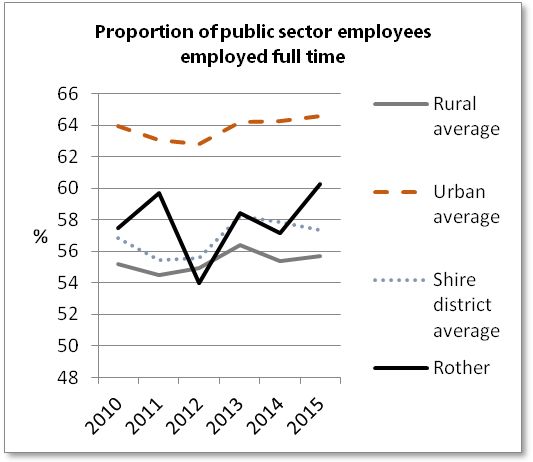 Proportion of public sector employees
employed full time
66
64
62
60
58
56
54
52
50
48
%
2010
2011
2012
2013
2014
2015
Rural
average
Urban
average
Shire
district
average
Rother